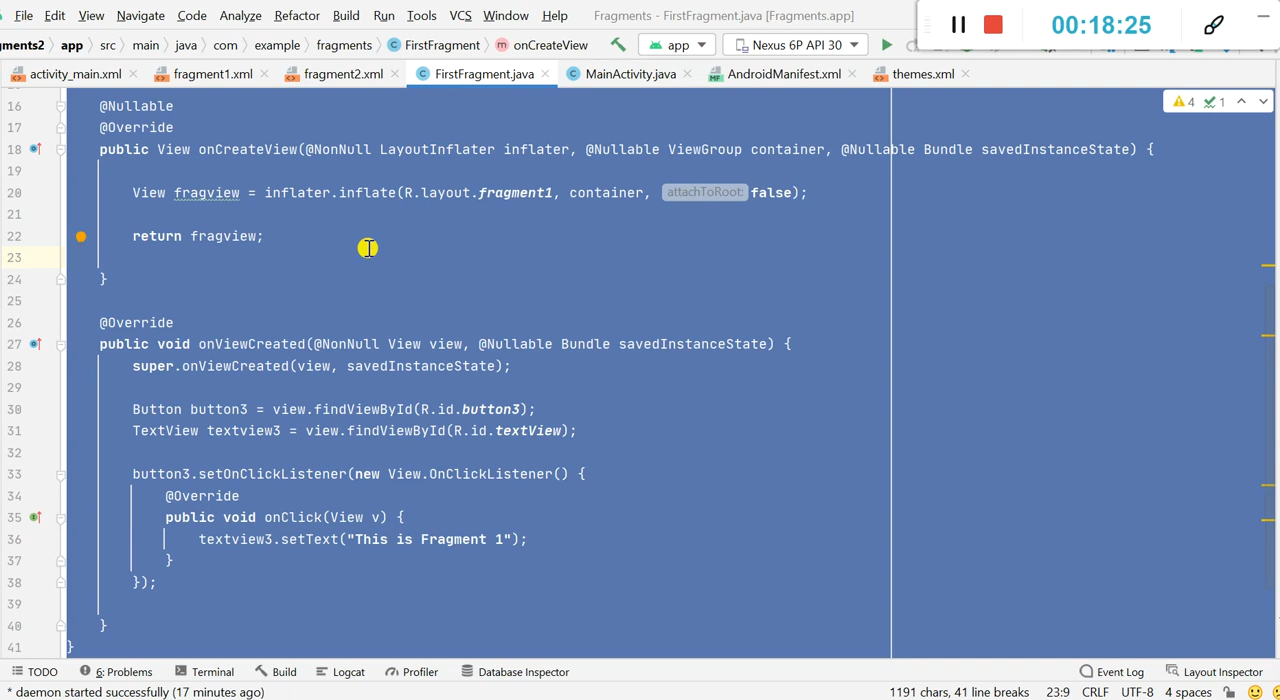 File Edit View Navigate Code Analyze Refactor Build Run Tools VCS Window Help Fragments - FirstFragment.java [Fragments.app]
00:18:25
ments2 app src main java com example fragments FirstFragment onCreateView app Nexus 6P API 30
activity_main.xml fragment1.xml fragment2.xml FirstFragment.java MainActivity.java AndroidManifest.xml themes.xml
4 1
16 @Nullable
17 @Override
18 public View onCreateView(@NonNull LayoutInflater inflater, @Nullable ViewGroup container, @Nullable Bundle savedInstanceState) {
19
20 View fragview = inflater.inflate(R.layout.fragment1, container, attachToRoot: false);
21
22 return fragview;
23
24 }
25
26 @Override
27 public void onViewCreated(@NonNull View view, @Nullable Bundle savedInstanceState) {
28 super.onViewCreated(view, savedInstanceState);
29
30 Button button3 = view.findViewById(R.id.button3);
31 TextView textview3 = view.findViewById(R.id.textView);
32
33 button3.setOnClickListener(new View.OnClickListener() {
34 @Override
35 public void onClick(View v) {
36 textview3.setText("This is Fragment 1");
37 }
38 });
39
40 }
41 }
TODO 6: Problems Terminal Build Logcat Profiler Database Inspector Event Log Layout Inspector
* daemon started successfully (17 minutes ago) 1191 chars, 41 line breaks 23:9 CRLF UTF-8 4 spaces